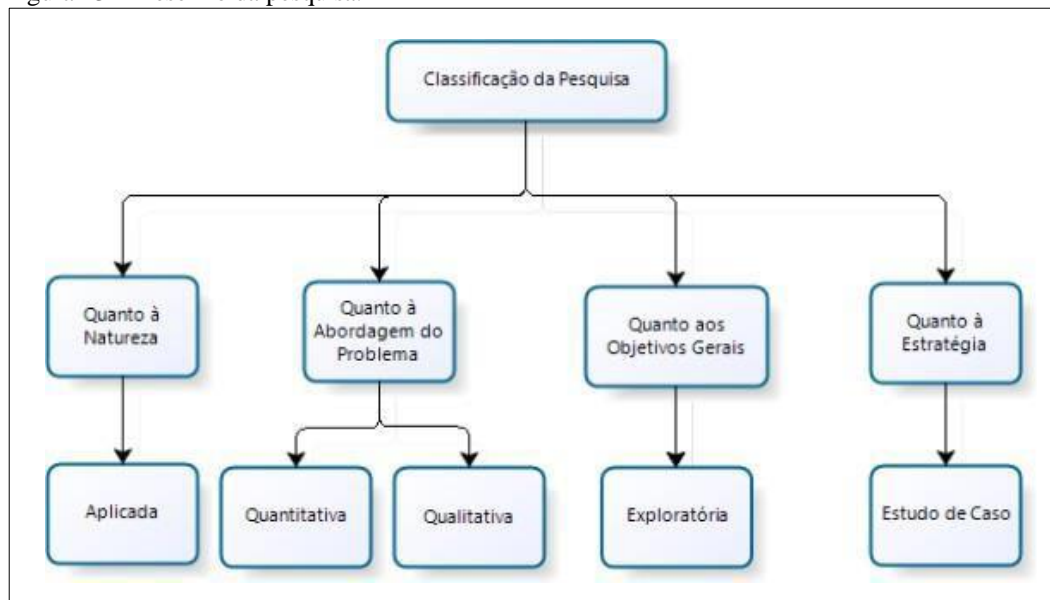 Classificação da Pesquisa
Quanto à
Natureza
Quanto à
Abordagem do
Problema
Quanto aos
Objetivos Gerais
Quanto à
Estratégia
Aplicada
Quantitativa
Qualitativa
Exploratória
Estudo de Caso